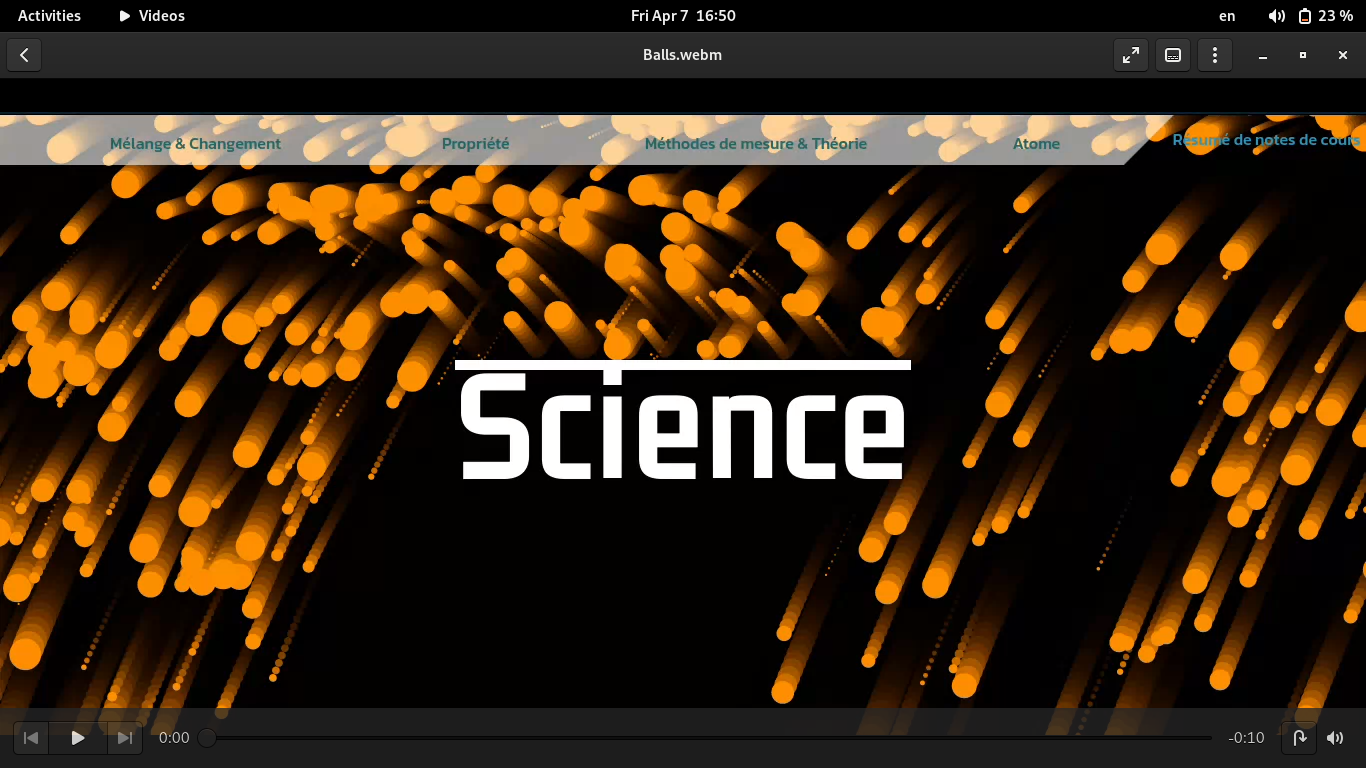 Activities Videos Fri Apr 7 16:50 en 23 %
Balls.webm
Mélange & Changement Propriété Méthodes de mesure & Théorie Atome Résumé de notes de cours
Science
0:00 -0:10